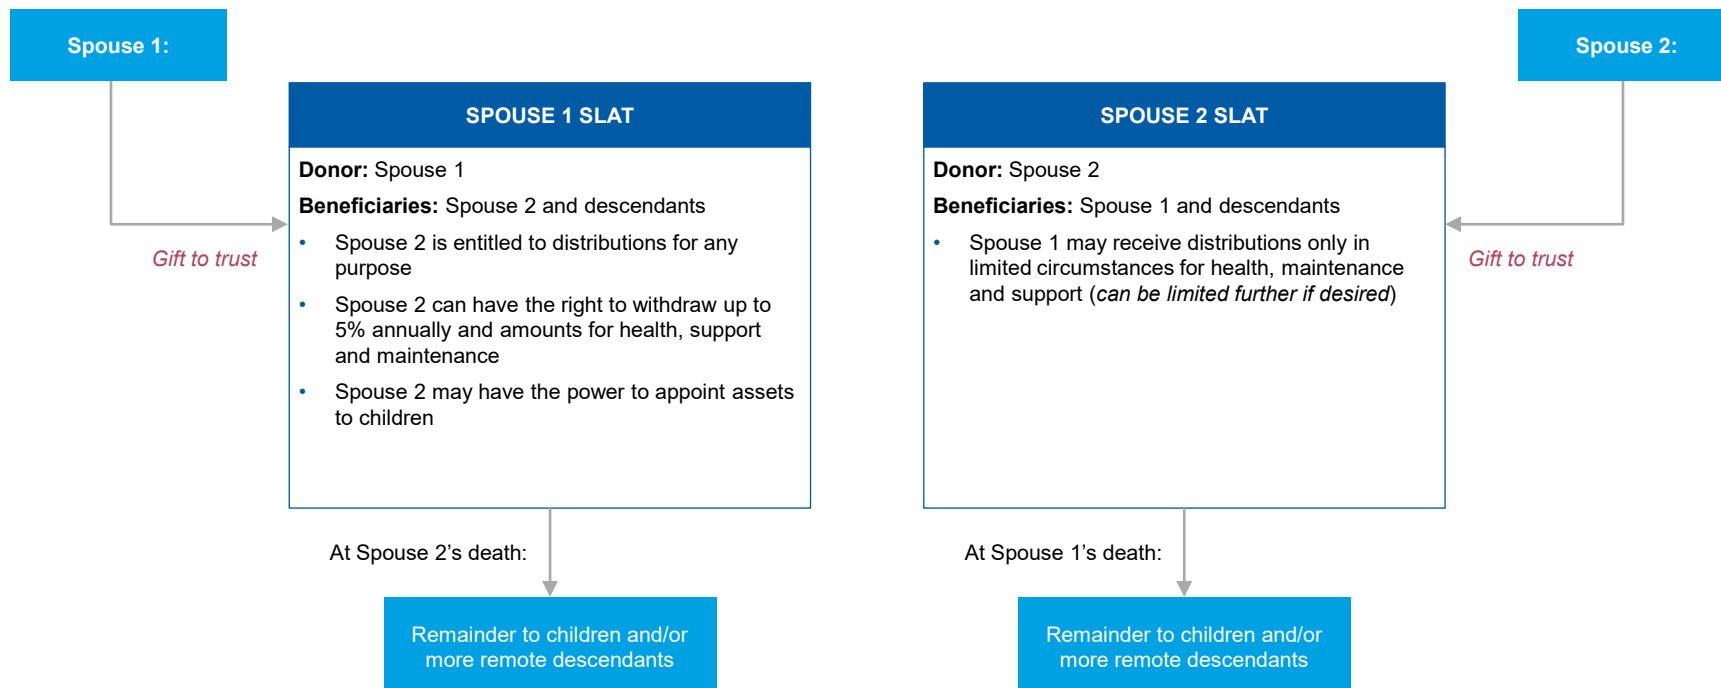 Spouse 1:
Spouse 2:
SPOUSE 1 SLAT
Donor: Spouse 1
Beneficiaries: Spouse 2 and descendants
• Spouse 2 is entitled to distributions for any
purpose
• Spouse 2 can have the right to withdraw up to
5% annually and amounts for health, support
and maintenance
• Spouse 2 may have the power to appoint assets
to children
Gift to trust
At Spouse 2’s death:
Remainder to children and/or
more remote descendants
SPOUSE 2 SLAT
Donor: Spouse 2
Beneficiaries: Spouse 1 and descendants
• Spouse 1 may receive distributions only in
limited circumstances for health, maintenance
and support (can be limited further if desired)
Gift to trust
At Spouse 1’s death:
Remainder to children and/or
more remote descendants